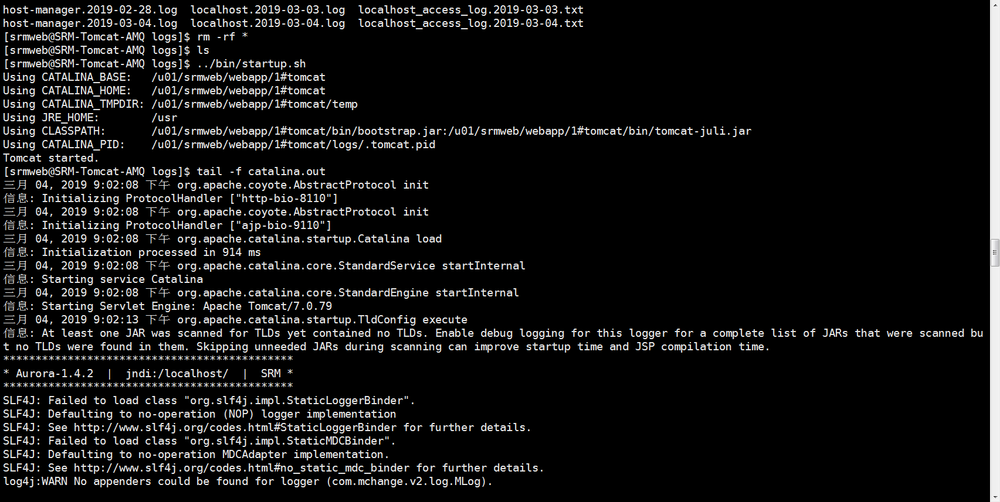 host-manager.2019-02-28.log  localhost.2019-03-03.log  localhost_access_log.2019-03-03.txt
host-manager.2019-03-04.log  localhost.2019-03-04.log  localhost_access_log.2019-03-04.txt
[srmweb@SRM-Tomcat-AMQ logs]$ rm -rf *
[srmweb@SRM-Tomcat-AMQ logs]$ ls
[srmweb@SRM-Tomcat-AMQ logs]$ ../bin/startup.sh
Using CATALINA_BASE:   /u01/srmweb/webapp/1#tomcat
Using CATALINA_HOME:   /u01/srmweb/webapp/1#tomcat
Using CATALINA_TMPDIR: /u01/srmweb/webapp/1#tomcat/temp
Using JRE_HOME:        /usr
Using CLASSPATH:       /u01/srmweb/webapp/1#tomcat/bin/bootstrap.jar:/u01/srmweb/webapp/1#tomcat/bin/tomcat-juli.jar
Using CATALINA_PID:    /u01/srmweb/webapp/1#tomcat/logs/.tomcat.pid
Tomcat started.
[srmweb@SRM-Tomcat-AMQ logs]$ tail -f catalina.out
三月 04, 2019 9:02:08 下午 org.apache.coyote.AbstractProtocol init
信息: Initializing ProtocolHandler ["http-bio-8110"]
三月 04, 2019 9:02:08 下午 org.apache.coyote.AbstractProtocol init
信息: Initializing ProtocolHandler ["ajp-bio-9110"]
三月 04, 2019 9:02:08 下午 org.apache.catalina.startup.Catalina load
信息: Initialization processed in 914 ms
三月 04, 2019 9:02:08 下午 org.apache.catalina.core.StandardService startInternal
信息: Starting service Catalina
三月 04, 2019 9:02:08 下午 org.apache.catalina.core.StandardEngine startInternal
信息: Starting Servlet Engine: Apache Tomcat/7.0.79
三月 04, 2019 9:02:13 下午 org.apache.catalina.startup.TldConfig execute
信息: At least one JAR was scanned for TLDs yet contained no TLDs. Enable debug logging for this logger for a complete list of JARs that were scanned bu
t no TLDs were found in them. Skipping unneeded JARs during scanning can improve startup time and JSP compilation time.
*********************************************
* Aurora-1.4.2  |  jndi:/localhost/  |  SRM *
*********************************************
SLF4J: Failed to load class "org.slf4j.impl.StaticLoggerBinder".
SLF4J: Defaulting to no-operation (NOP) logger implementation
SLF4J: See http://www.slf4j.org/codes.html#StaticLoggerBinder for further details.
SLF4J: Failed to load class "org.slf4j.impl.StaticMDCBinder".
SLF4J: Defaulting to no-operation MDCAdapter implementation.
SLF4J: See http://www.slf4j.org/codes.html#no_static_mdc_binder for further details.
log4j:WARN No appenders could be found for logger (com.mchange.v2.log.MLog).